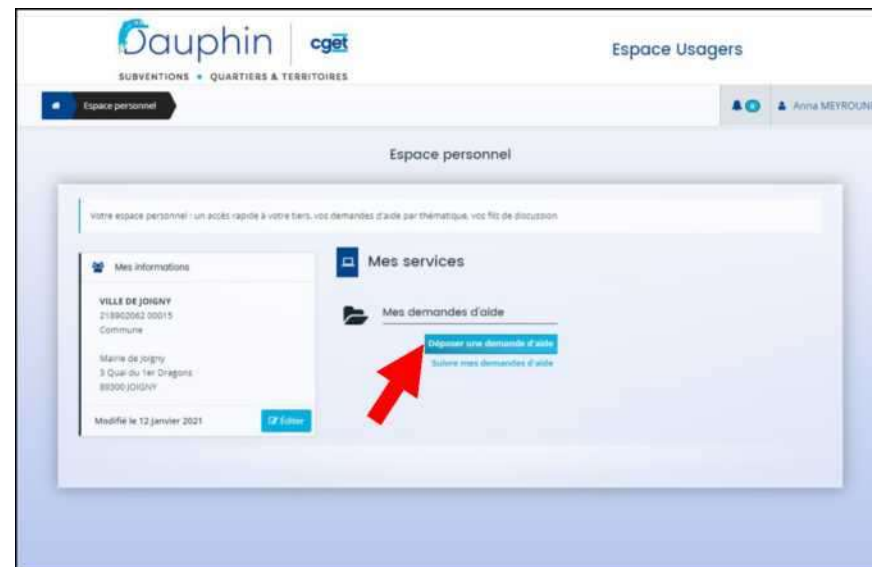 Dauphin
cget
SUBVENTIONS • QUARTIERS & TERRITOIRES
Espace Usagers
Espace personnel
Anna MEYROUNE
Espace personnel
Votre espace personnel : un accès rapide à votre tiers, vos demandes d'aide par thématique, vos fils de discussion
Mes informations
VILLE DE JOIGNY
218902062 00015
Commune
Mairie de Joigny
3 Quai du 1er Dragons
89300 JOIGNY
Modifié le 12 janvier 2021
Éditer
Mes services
Mes demandes d'aide
Déposer une demande d'aide
Suivre mes demandes d'aide